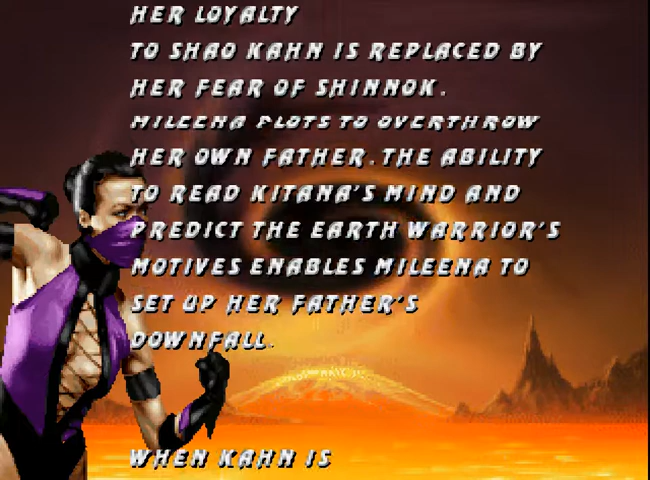 HER LOYALTY
TO SHAO KAHN IS REPLACED BY
HER FEAR OF SHINNOK.
MILEENA PLOTS TO OVERTHROW
HER OWN FATHER. THE ABILITY
TO READ KITANA'S MIND AND
PREDICT THE EARTH WARRIOR'S
MOTIVES ENABLES MILEENA TO
SET UP HER FATHER'S
DOWNFALL.
WHEN KAHN IS